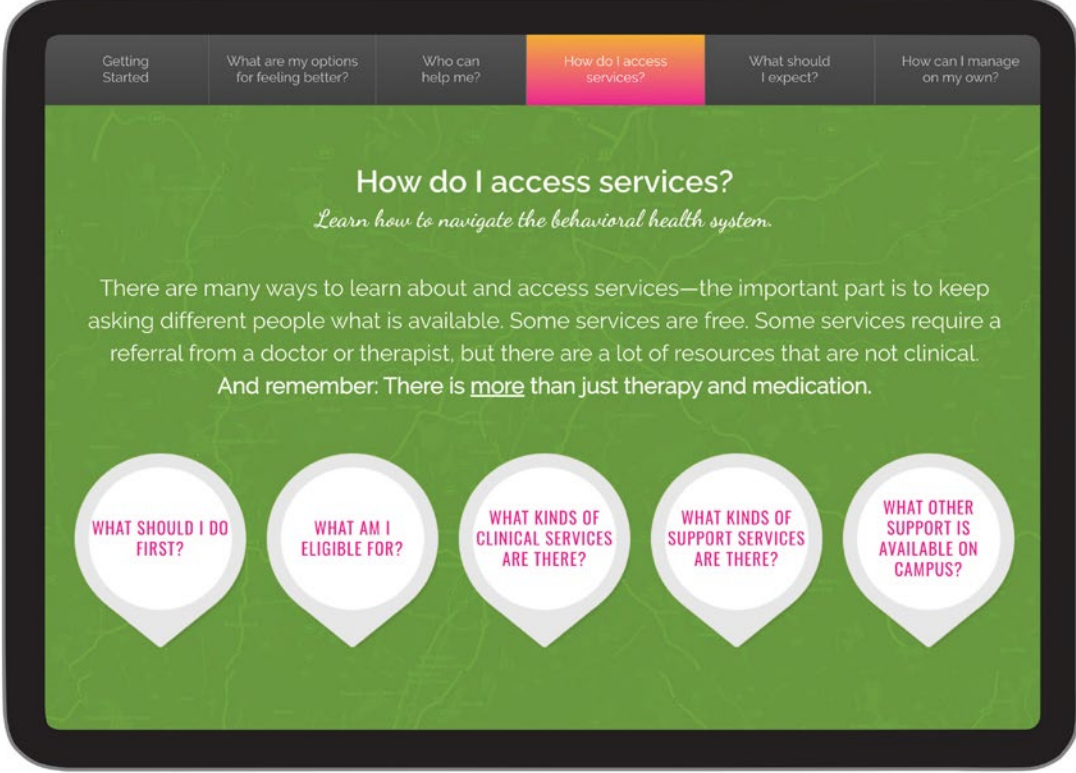 Getting
Started
What are my options
for feeling better?
Who can
help me?
How do I access
services?
What should
I expect?
How can I manage
on my own?
How do I access services?
Learn how to navigate the behavioral health system.
There are many ways to learn about and access services—the important part is to keep
asking different people what is available. Some services are free. Some services require a
referral from a doctor or therapist, but there are a lot of resources that are not clinical.
And remember: There is more than just therapy and medication.
WHAT SHOULD I DO
FIRST?
WHAT AM I
ELIGIBLE FOR?
WHAT KINDS OF
CLINICAL SERVICES
ARE THERE?
WHAT KINDS OF
SUPPORT SERVICES
ARE THERE?
WHAT OTHER
SUPPORT IS
AVAILABLE ON
CAMPUS?